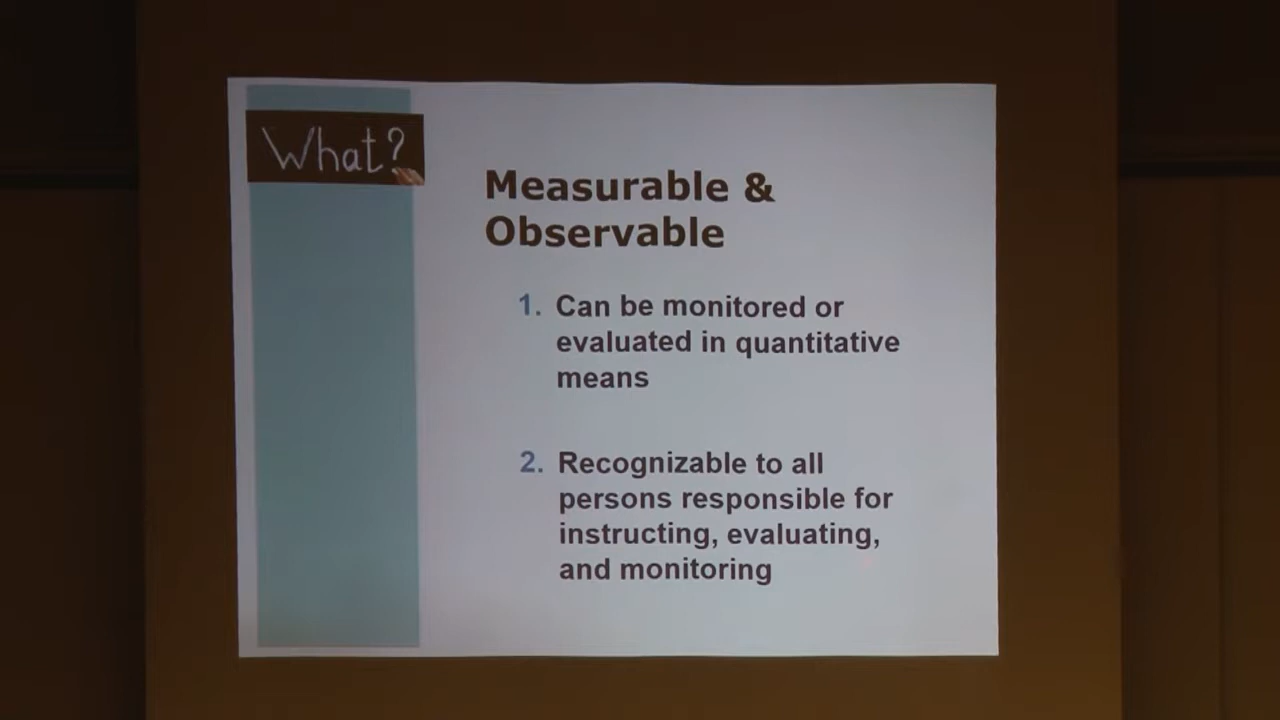 What?
Measurable &
Observable
1. Can be monitored or
evaluated in quantitative
means
2. Recognizable to all
persons responsible for
instructing, evaluating,
and monitoring